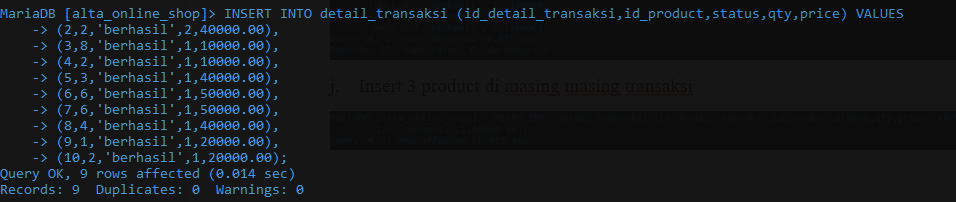 MariaDB [alta_online_shop]> INSERT INTO detail_transaksi (id_detail_transaksi,id_product,status,qty,price) VALUES
-> (2,2,'berhasil',2,40000.00),
-> (3,8,'berhasil',1,10000.00),
-> (4,2,'berhasil',1,10000.00),
-> (5,3,'berhasil',1,40000.00),
j. Insert 3 product di masing masing transaksi
-> (6,6,'berhasil',1,50000.00),
-> (7,6,'berhasil',1,50000.00),
-> (8,4,'berhasil',1,40000.00),
-> (9,1,'berhasil',1,20000.00),
-> (10,2,'berhasil',1,20000.00);
Query OK, 9 rows affected (0.014 sec)
Records: 9  Duplicates: 0  Warnings: 0